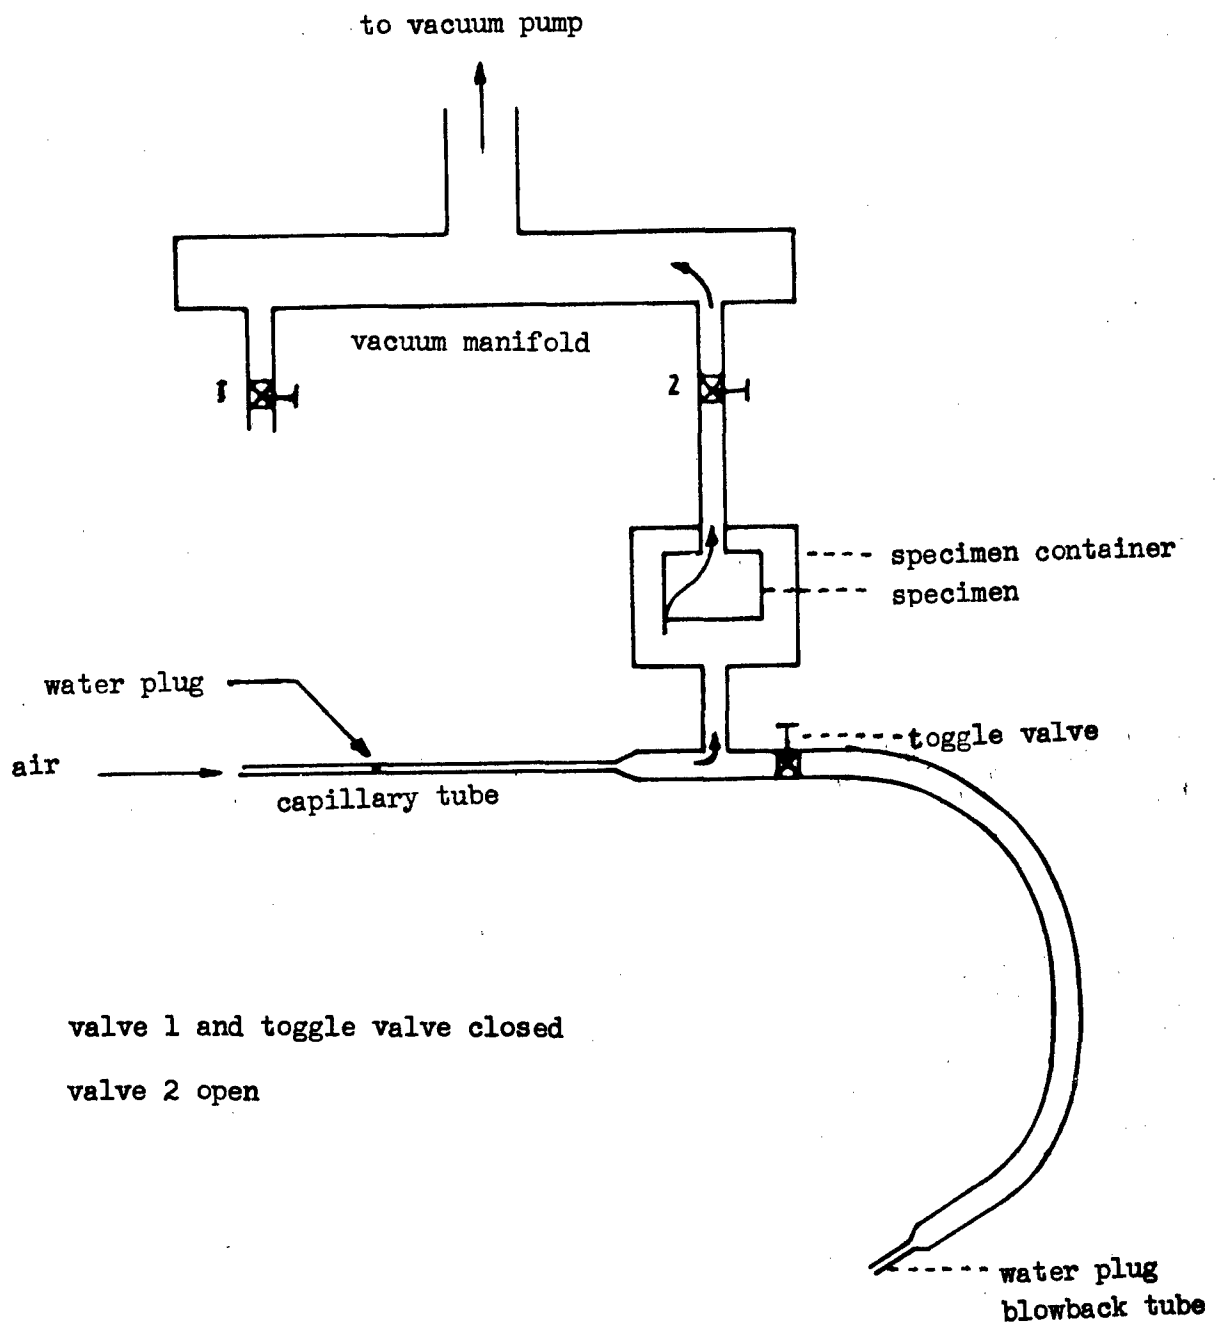 to vacuum pump
vacuum manifold
1
2
specimen container
specimen
water plug
toggle valve
air
capillary tube
valve 1 and toggle valve closed
valve 2 open
water plug
blowback tube